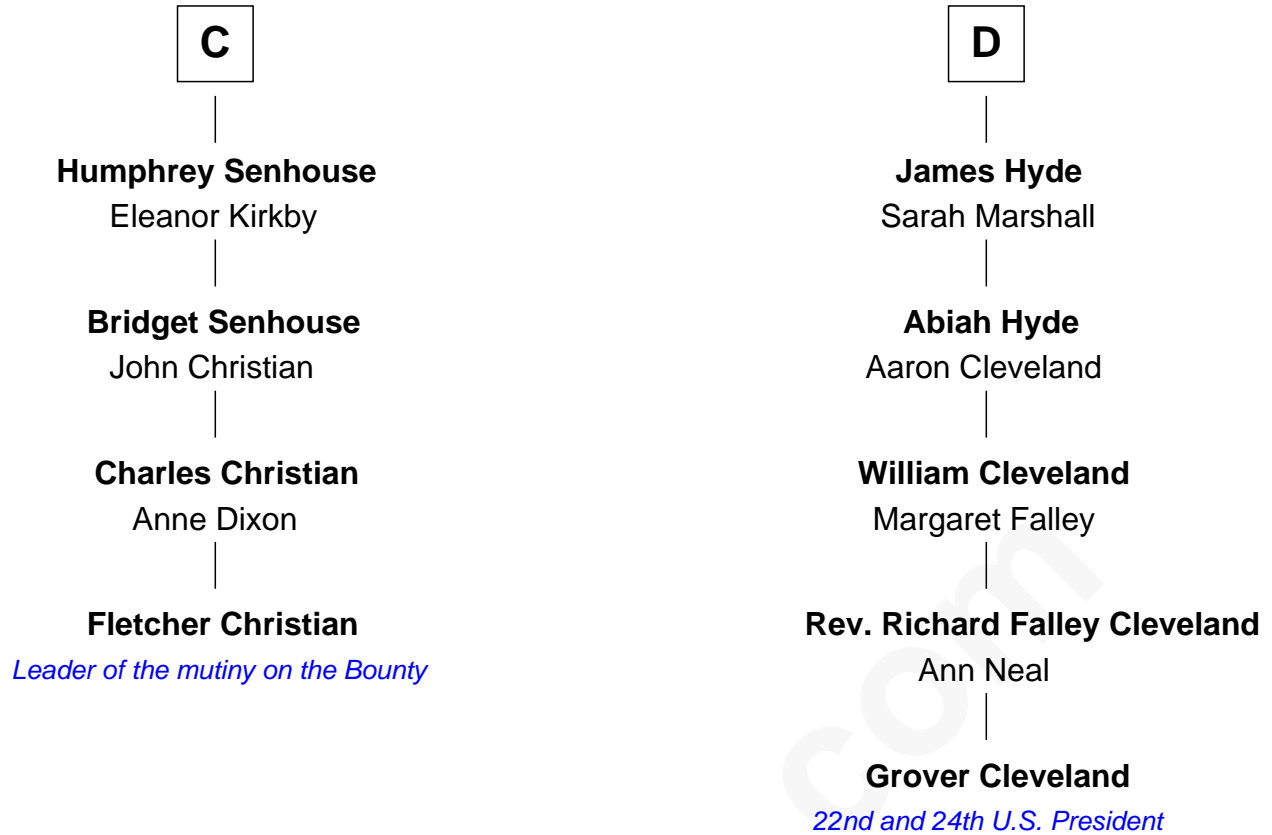 C
Humphrey Senhouse
Eleanor Kirkby
Bridget Senhouse
John Christian
Charles Christian
Anne Dixon
Fletcher Christian
Leader of the mutiny on the Bounty
D
James Hyde
Sarah Marshall
Abiah Hyde
Aaron Cleveland
William Cleveland
Margaret Falley
Rev. Richard Falley Cleveland
Ann Neal
Grover Cleveland
22nd and 24th U.S. President
com